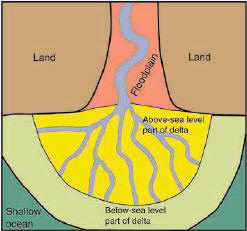 Land
Land
Floodplain
Above-sea level
part of delta
Below-sea level
part of delta
Shallow
ocean